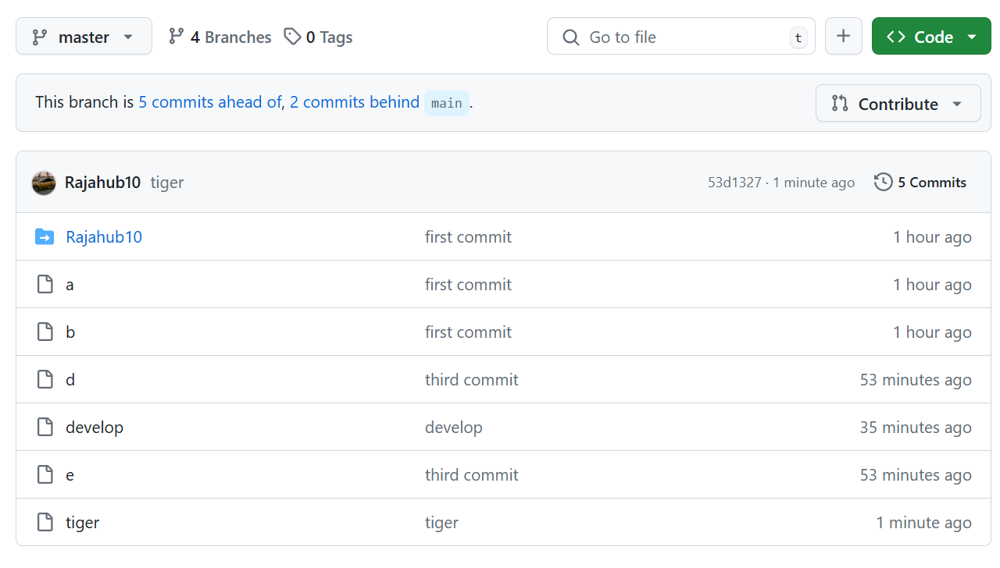 master 4 Branches 0 Tags Go to file t Code
This branch is 5 commits ahead of, 2 commits behind main .
Contribute
Rajahub10 tiger 53d1327 · 1 minute ago 5 Commits
Rajahub10 first commit 1 hour ago
a first commit 1 hour ago
b first commit 1 hour ago
d third commit 53 minutes ago
develop develop 35 minutes ago
e third commit 53 minutes ago
tiger tiger 1 minute ago